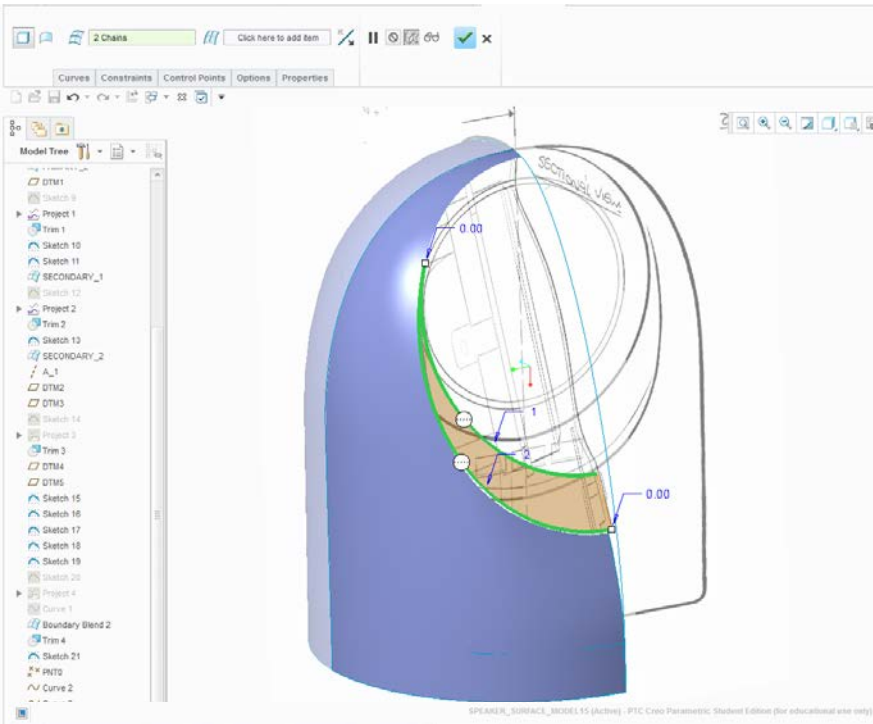 2 Chains
Click here to add item
Curves
Constraints
Control Points
Options
Properties
Model Tree
DTM1
Sketch 9
Project 1
Trim 1
Sketch 10
Sketch 11
SECONDARY_1
Sketch 12
Project 2
Trim 2
Sketch 13
SECONDARY_2
A_1
DTM2
DTM3
Sketch 14
Project 3
Trim 3
DTM4
DTM5
Sketch 15
Sketch 16
Sketch 17
Sketch 18
Sketch 19
Sketch 20
Project 4
Curve 1
Boundary Blend 2
Trim 4
Sketch 21
PNT0
Curve 2
SECTIONAL VIEW
0.00
1
2
0.00
SPEAKER_SURFACE_MODEL15 (Active) - PTC Creo Parametric Student Edition (for educational use only)